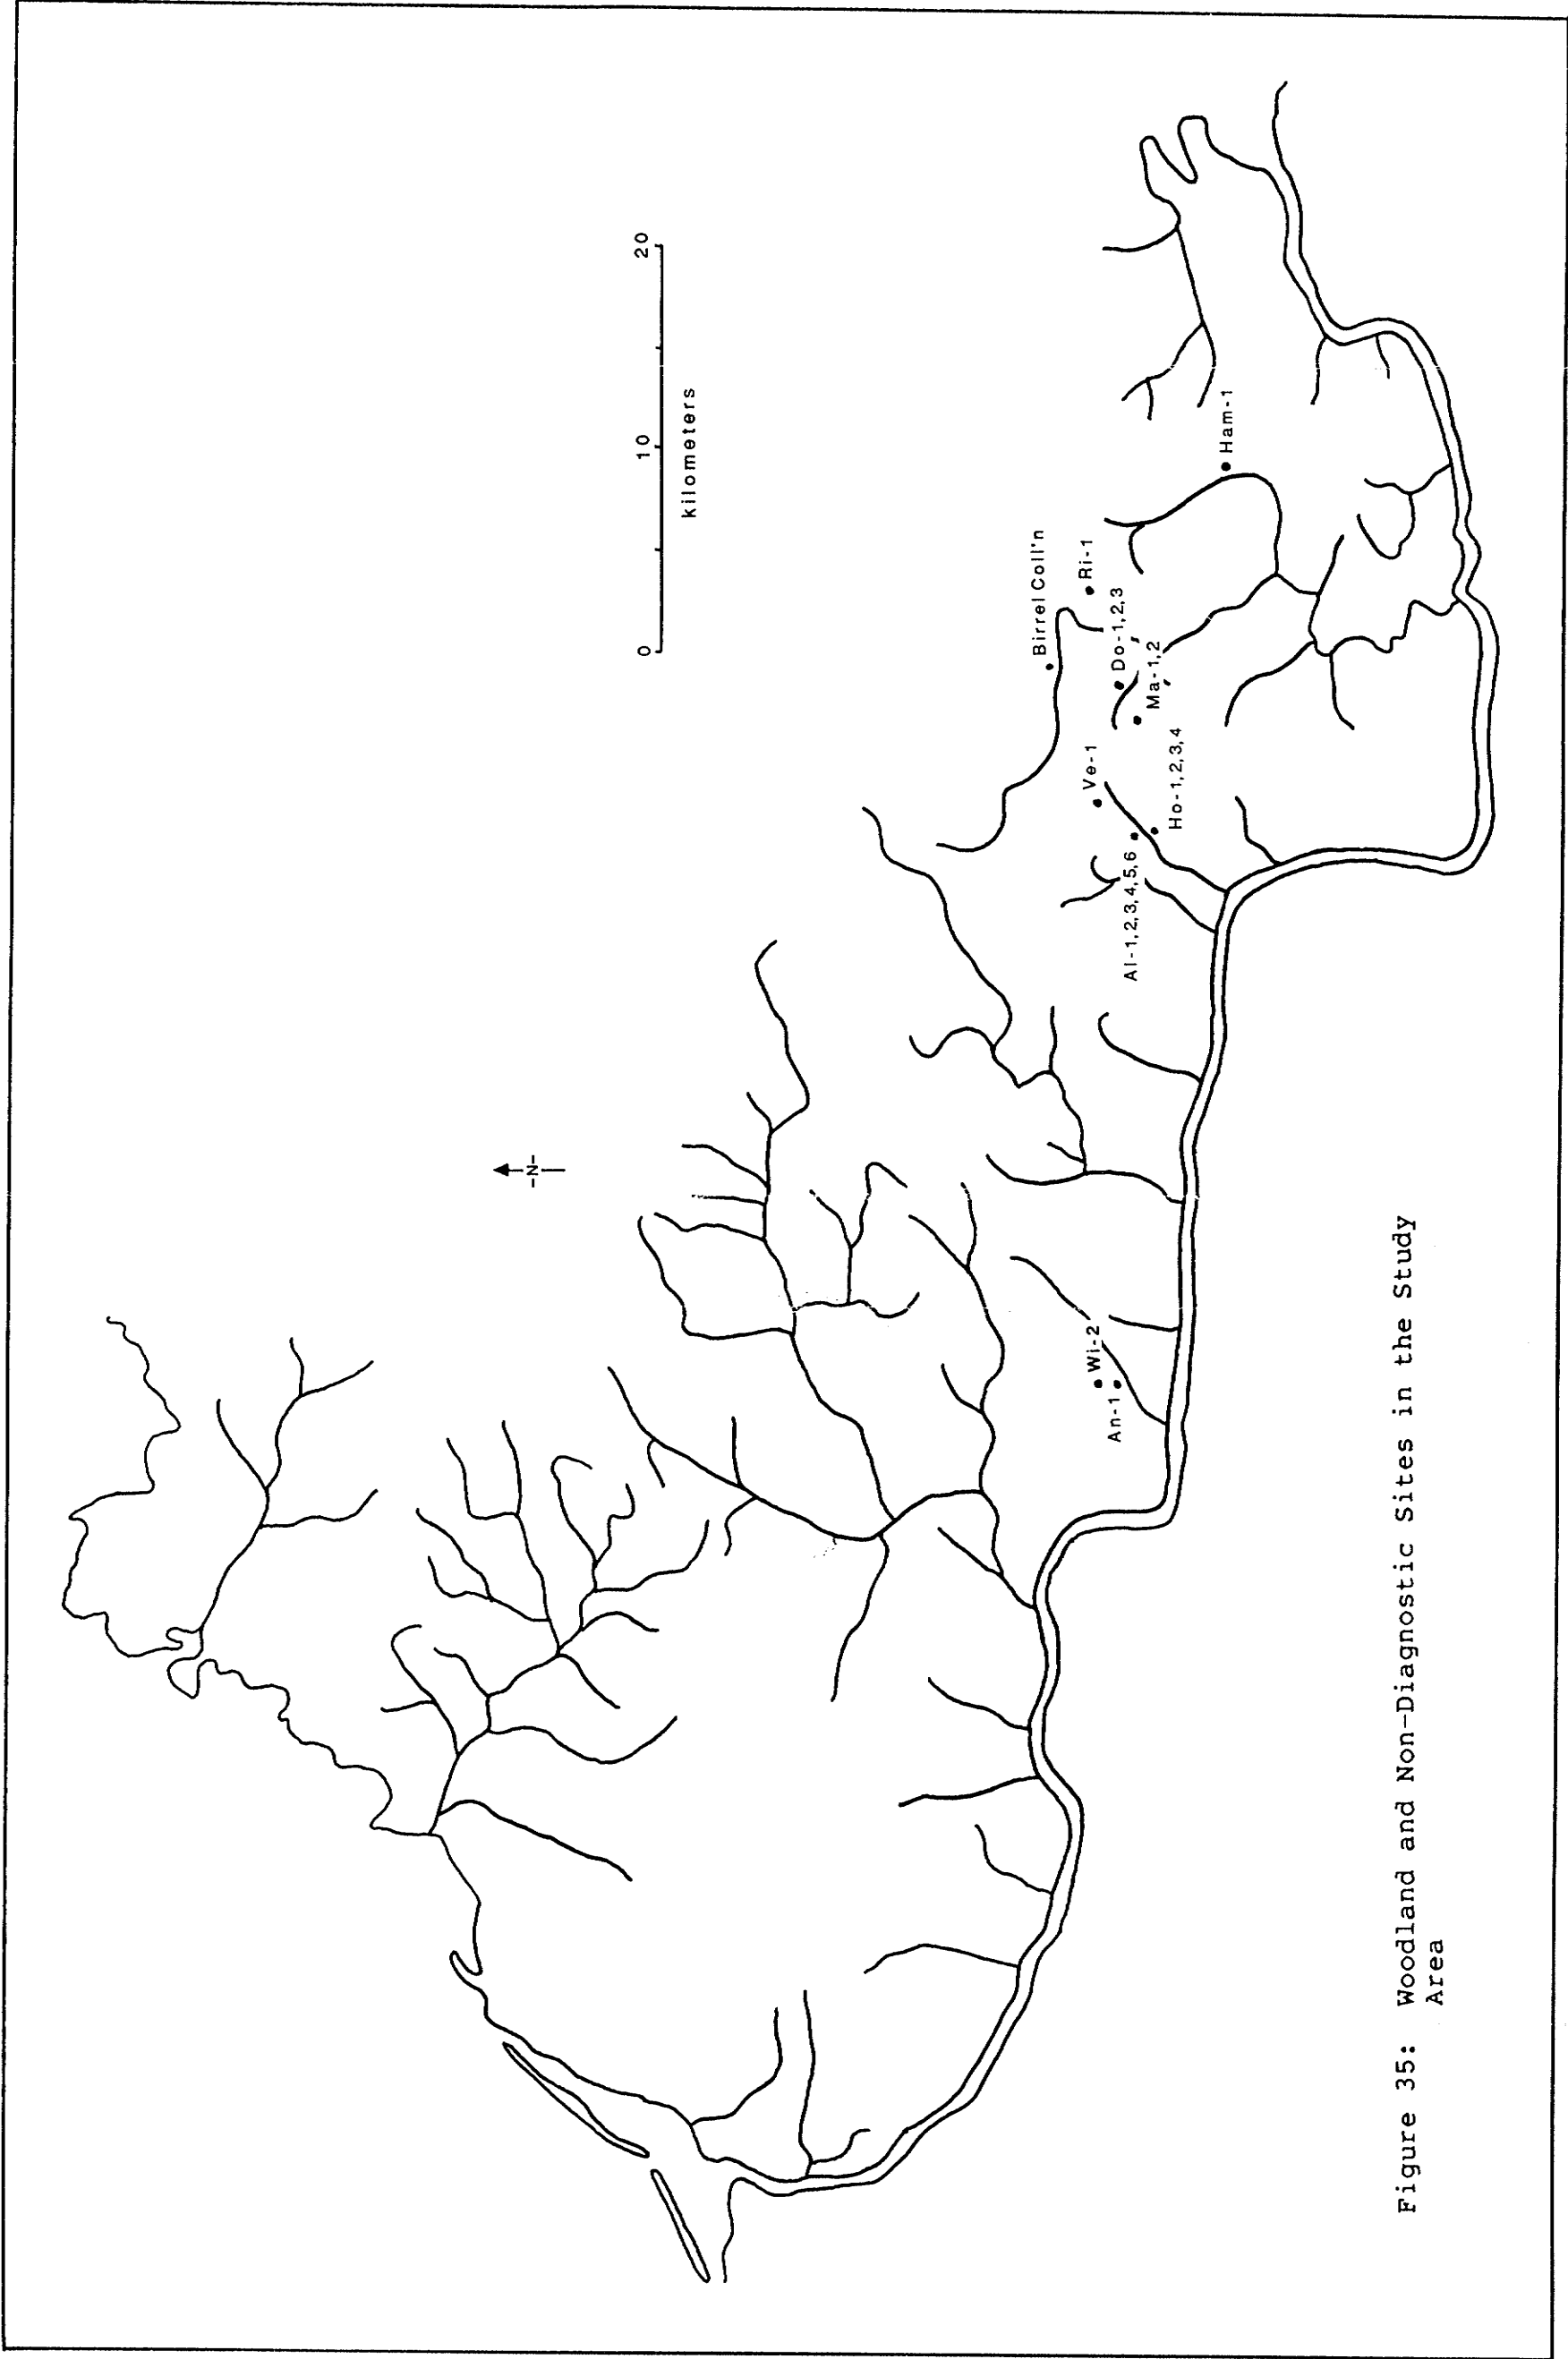 0 10 20
kilometers
-N-
Birrel Coll'n
Ri-1
Do-1,2,3
Ma-1,2
Ham-1
Ve-1
Ho-1,2,3,4
Al-1,2,3,4,5,6
Wi-2
An-1
Figure 35: Woodland and Non-Diagnostic Sites in the Study
Area